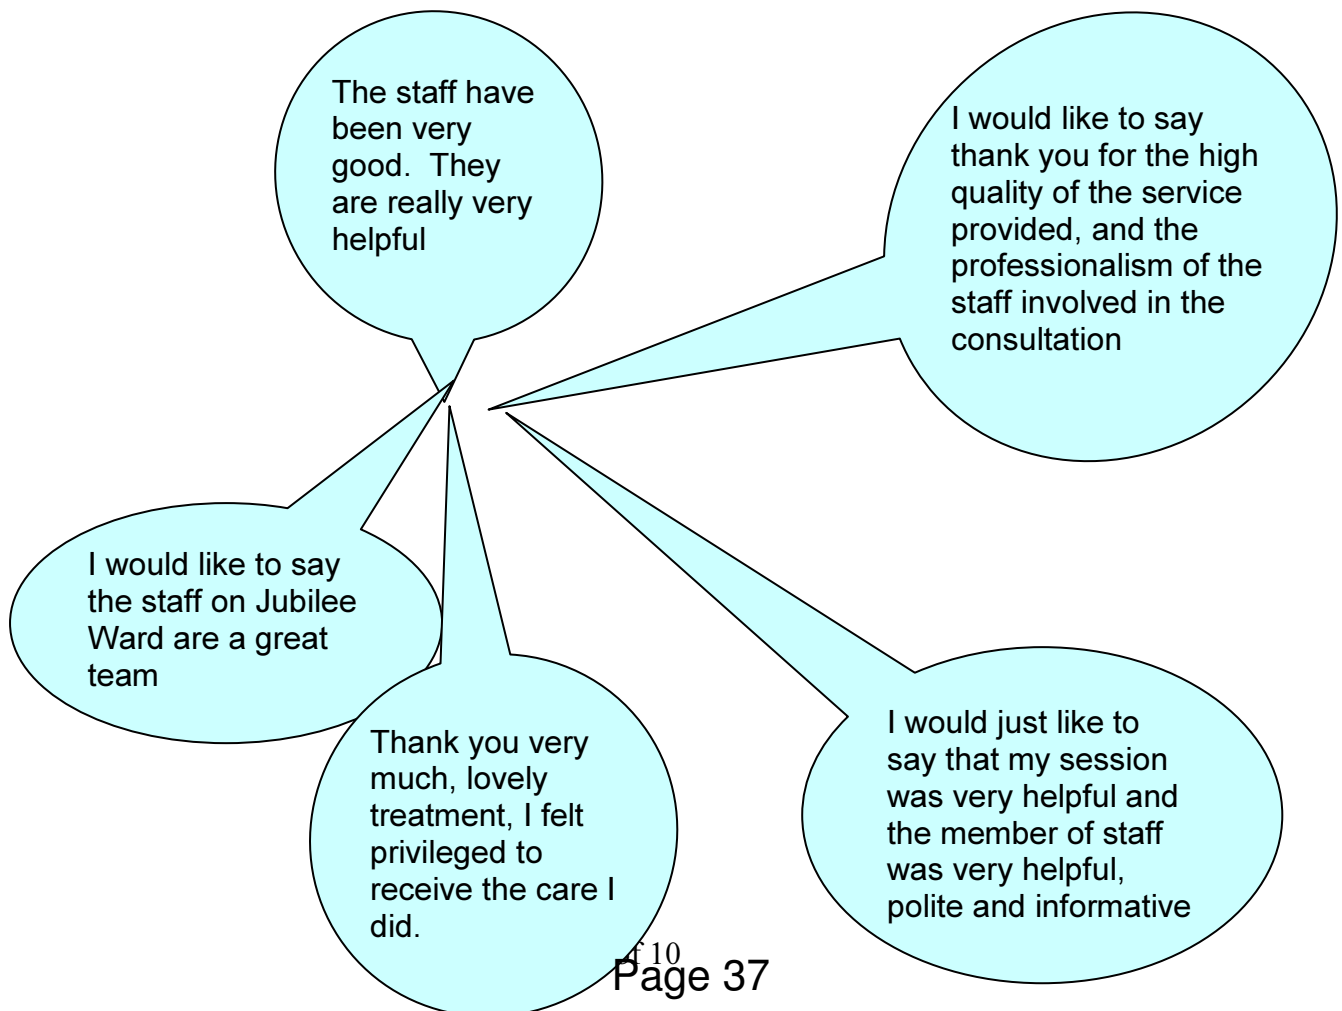 The staff have
been very
good.  They
are really very
helpful
I would like to say
thank you for the high
quality of the service
provided, and the
professionalism of the
staff involved in the
consultation
I would like to say
the staff on Jubilee
Ward are a great
team
Thank you very
much, lovely
treatment, I felt
privileged to
receive the care I
did.
I would just like to
say that my session
was very helpful and
the member of staff
was very helpful,
polite and informative
10
Page 37